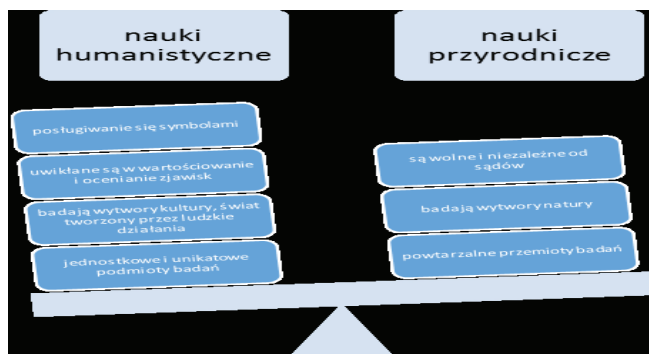 nauki
humanistyczne
posługiwanie się symbolami
uwikłane są w wartościowanie
i ocenianie zjawisk
badają wytwory kultury, świat
tworzony przez ludzkie
działania
jednostkowe i unikatowe
podmioty badań
nauki
przyrodnicze
są wolne i niezależne od
sądów
badają wytwory natury
powtarzalne przemioty badań